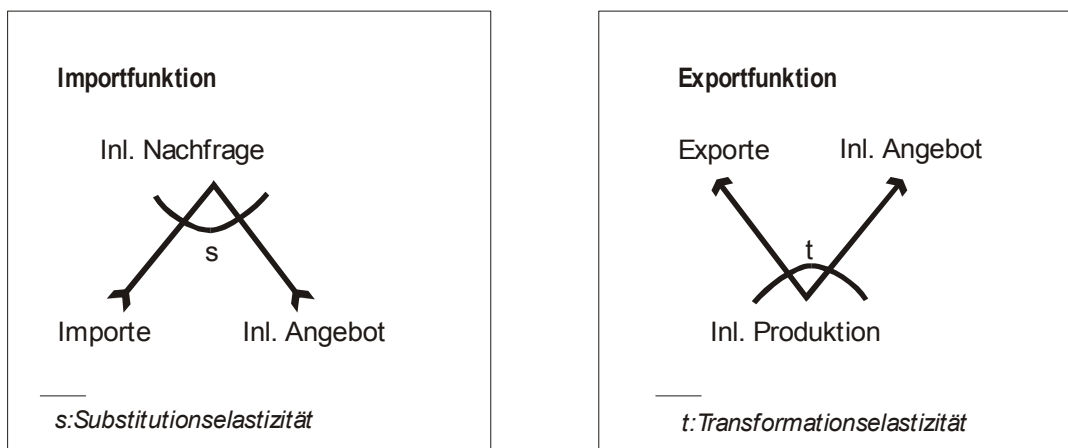 Importfunktion
Inl. Nachfrage
s
Importe
Inl. Angebot
s:Substitutionselastizität
Exportfunktion
Exporte
Inl. Angebot
t
Inl. Produktion
t:Transformationselastizität